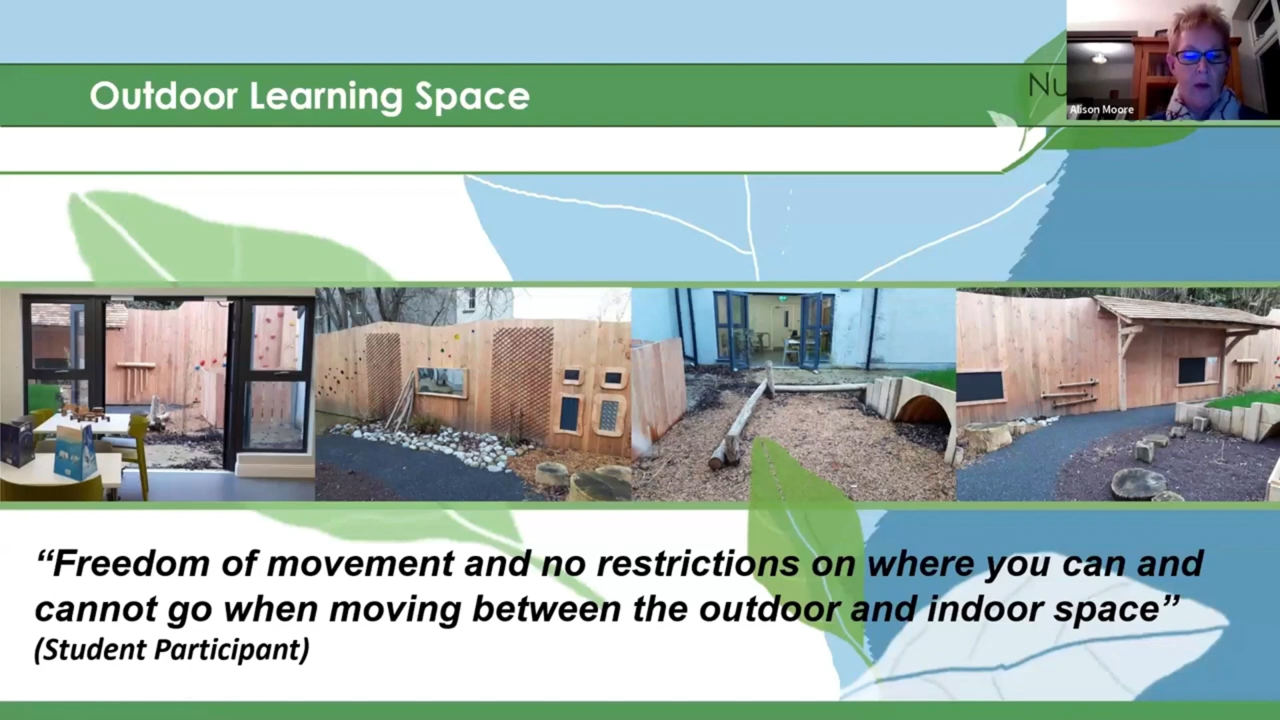 Outdoor Learning Space
Nu
Alison Moore
“Freedom of movement and no restrictions on where you can and
cannot go when moving between the outdoor and indoor space”
(Student Participant)